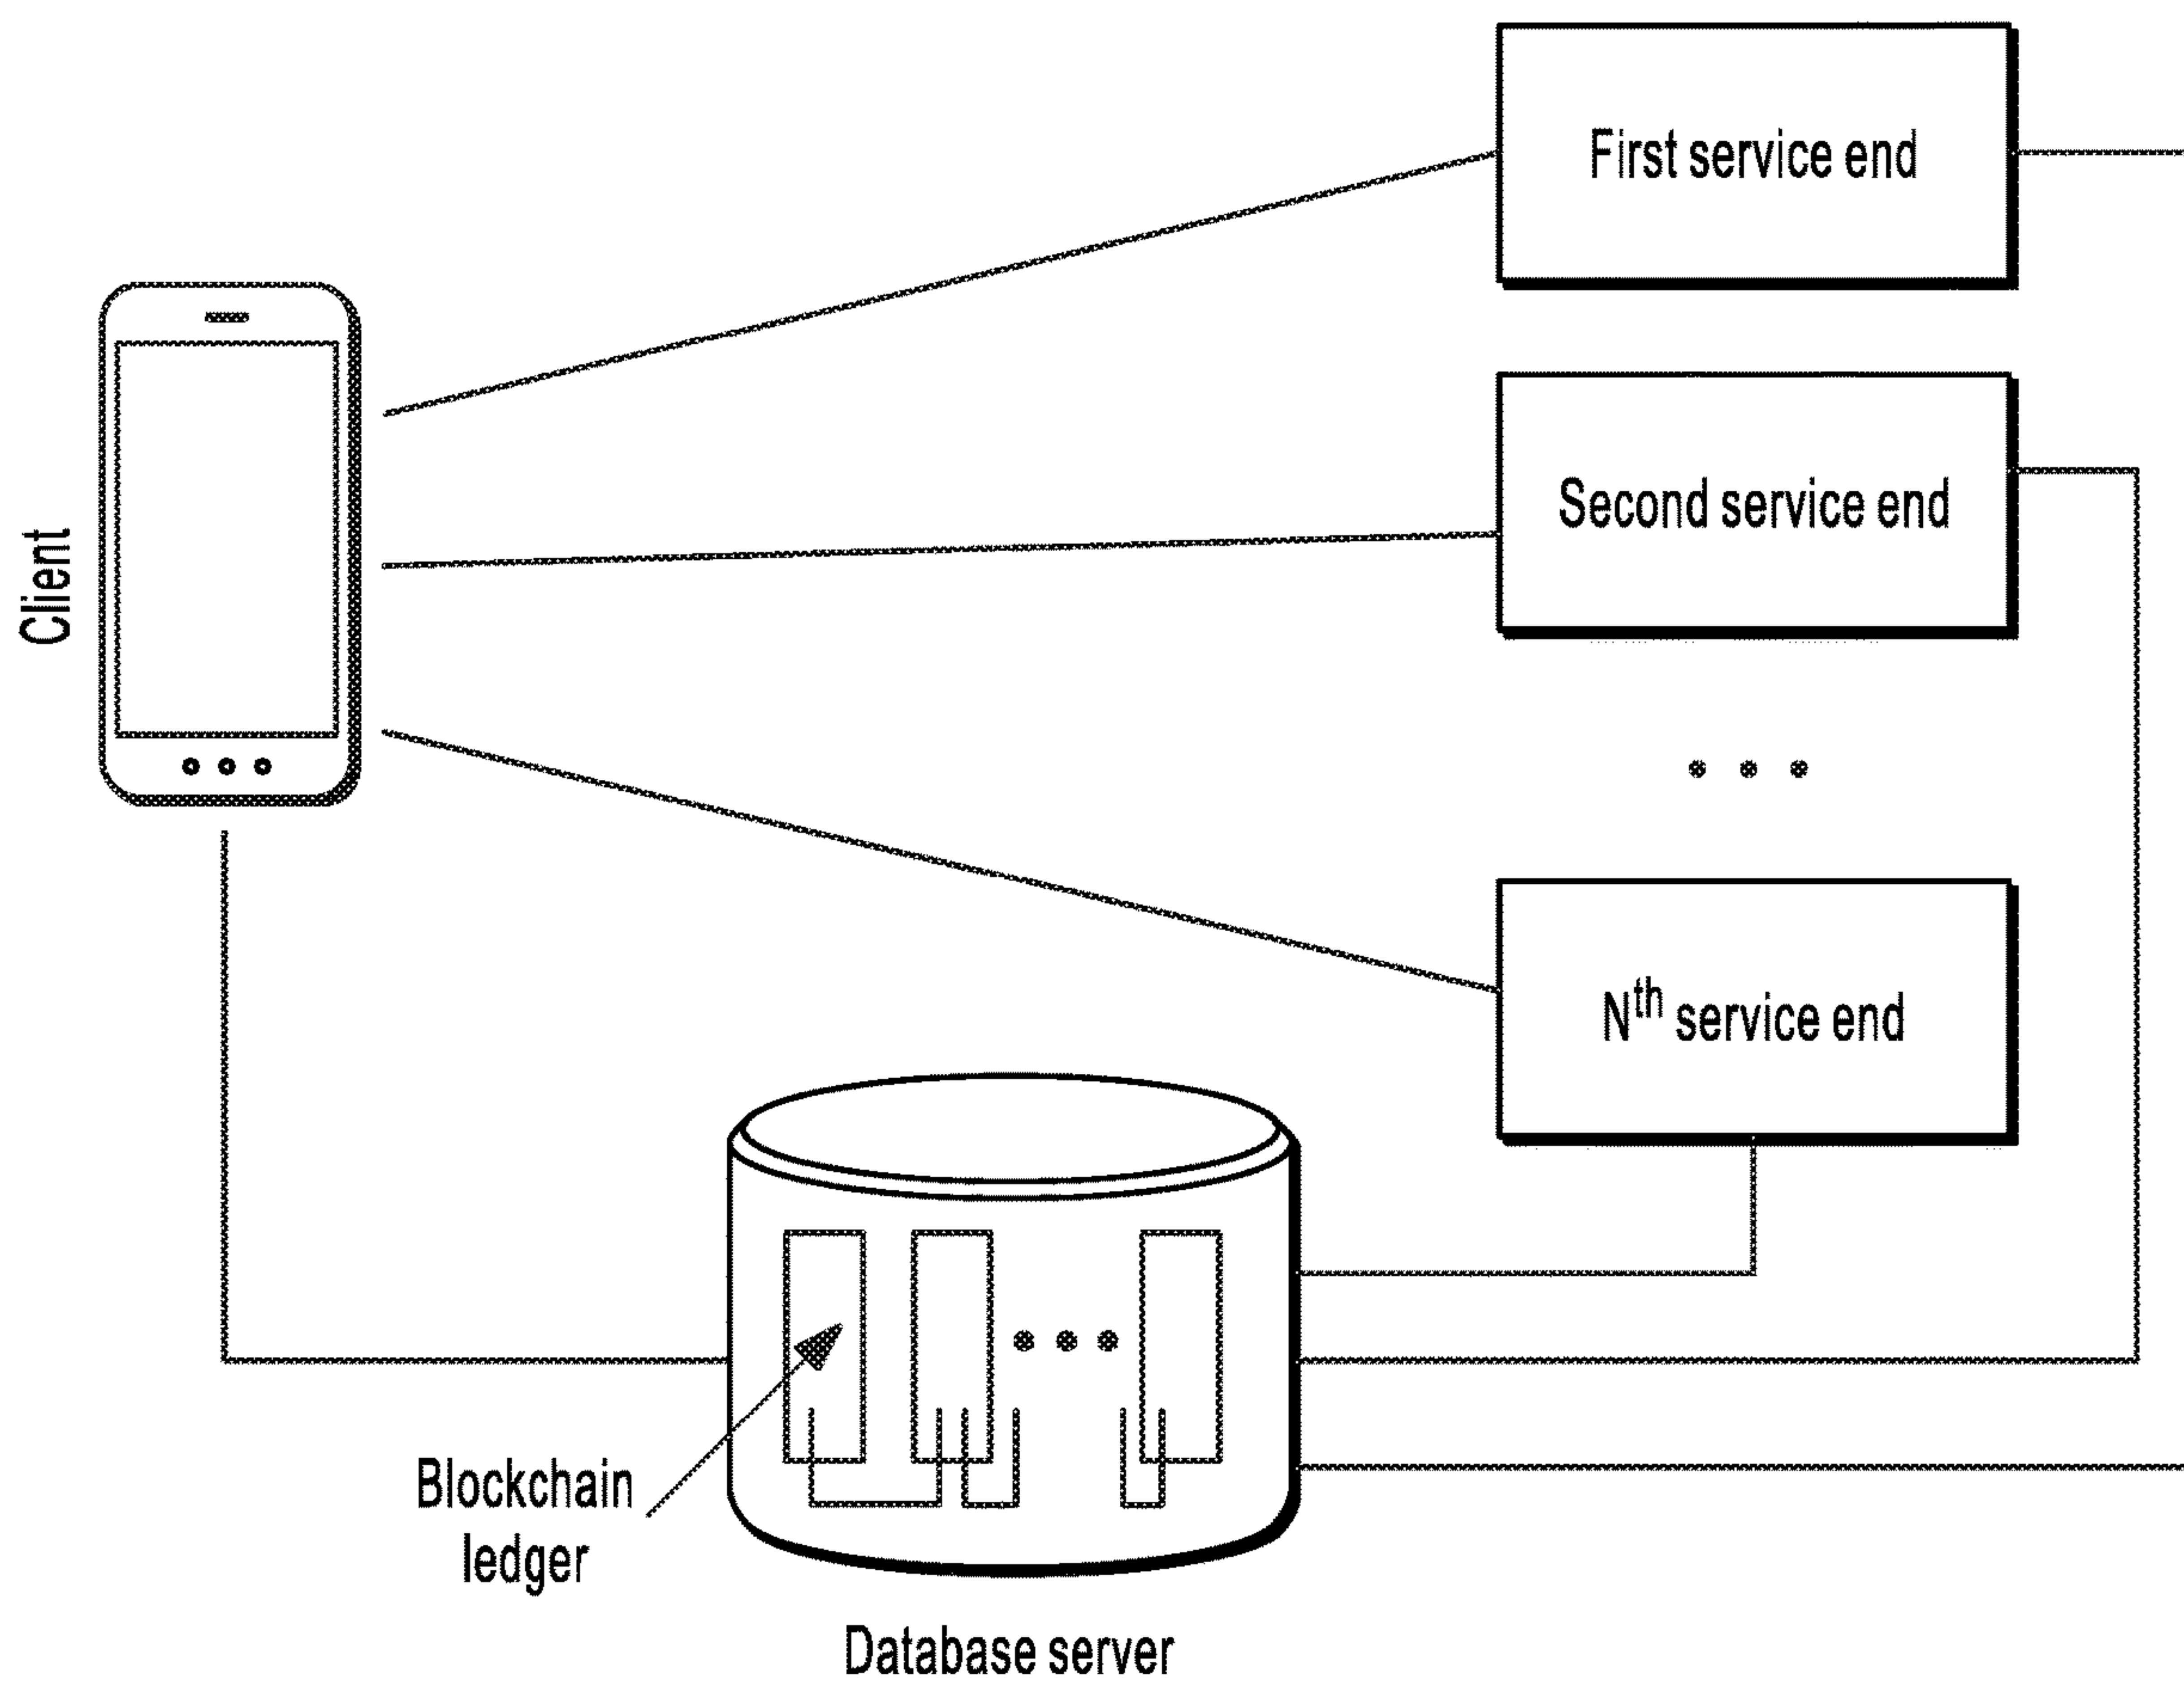 First service end
Second service end
Client
Nth service end
Blockchain
ledger
Database server